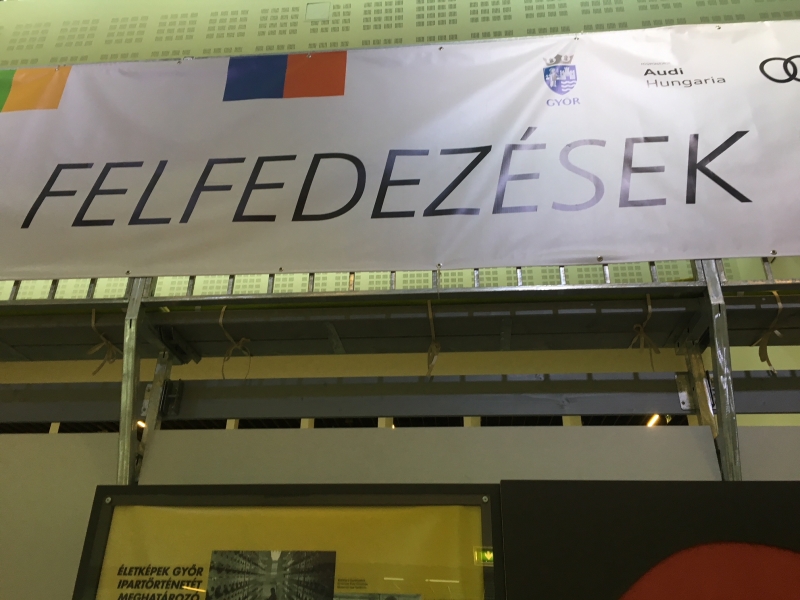 GYŐR
Audi
Hungaria
FELFEDEZÉSEK
ÉLETKÉPEK GYŐR
IPARTÖRTÉNETÉT
MEGHATÁROZÓ